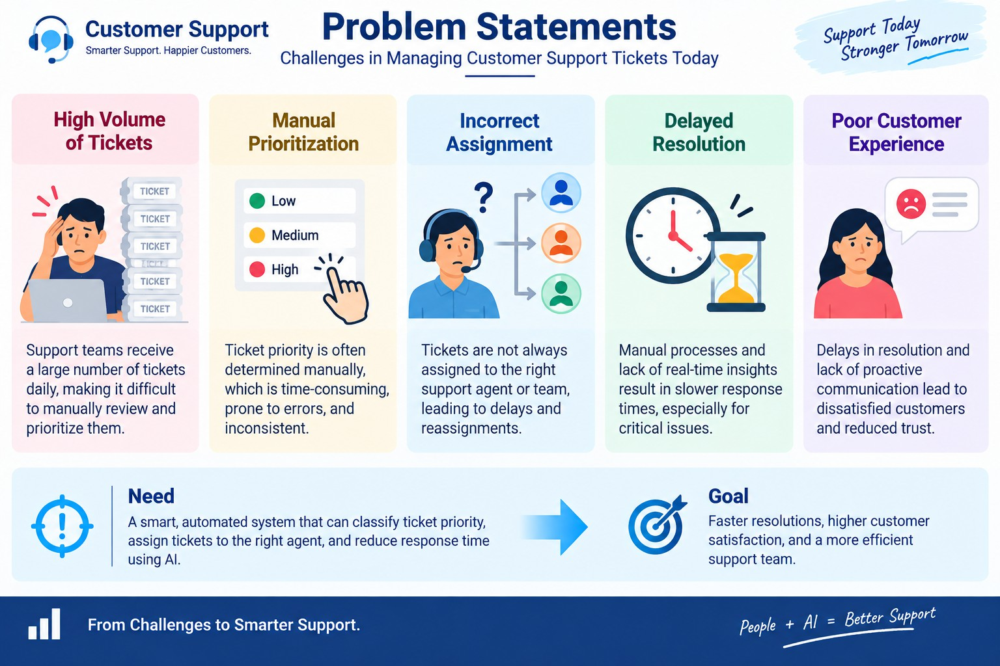 Customer Support
Smarter Support. Happier Customers.
Problem Statements
Challenges in Managing Customer Support Tickets Today
Support Today
Stronger Tomorrow
High Volume
of Tickets
TICKET
TICKET
TICKET
TICKET
TICKET
TICKET
Support teams receive
a large number of tickets
daily, making it difficult
to manually review and
prioritize them.
Manual
Prioritization
Low
Medium
High
Ticket priority is often
determined manually,
which is time-consuming,
prone to errors, and
inconsistent.
Incorrect
Assignment
?
Tickets are not always
assigned to the right
support agent or team,
leading to delays and
reassignments.
Delayed
Resolution
Manual processes and
lack of real-time insights
result in slower response
times, especially for
critical issues.
Poor Customer
Experience
Delays in resolution and
lack of proactive
communication lead to
dissatisfied customers
and reduced trust.
!
Need
A smart, automated system that can classify ticket priority,
assign tickets to the right agent, and reduce response time
using AI.
Goal
Faster resolutions, higher customer
satisfaction, and a more efficient
support team.
From Challenges to Smarter Support.
People + AI = Better Support